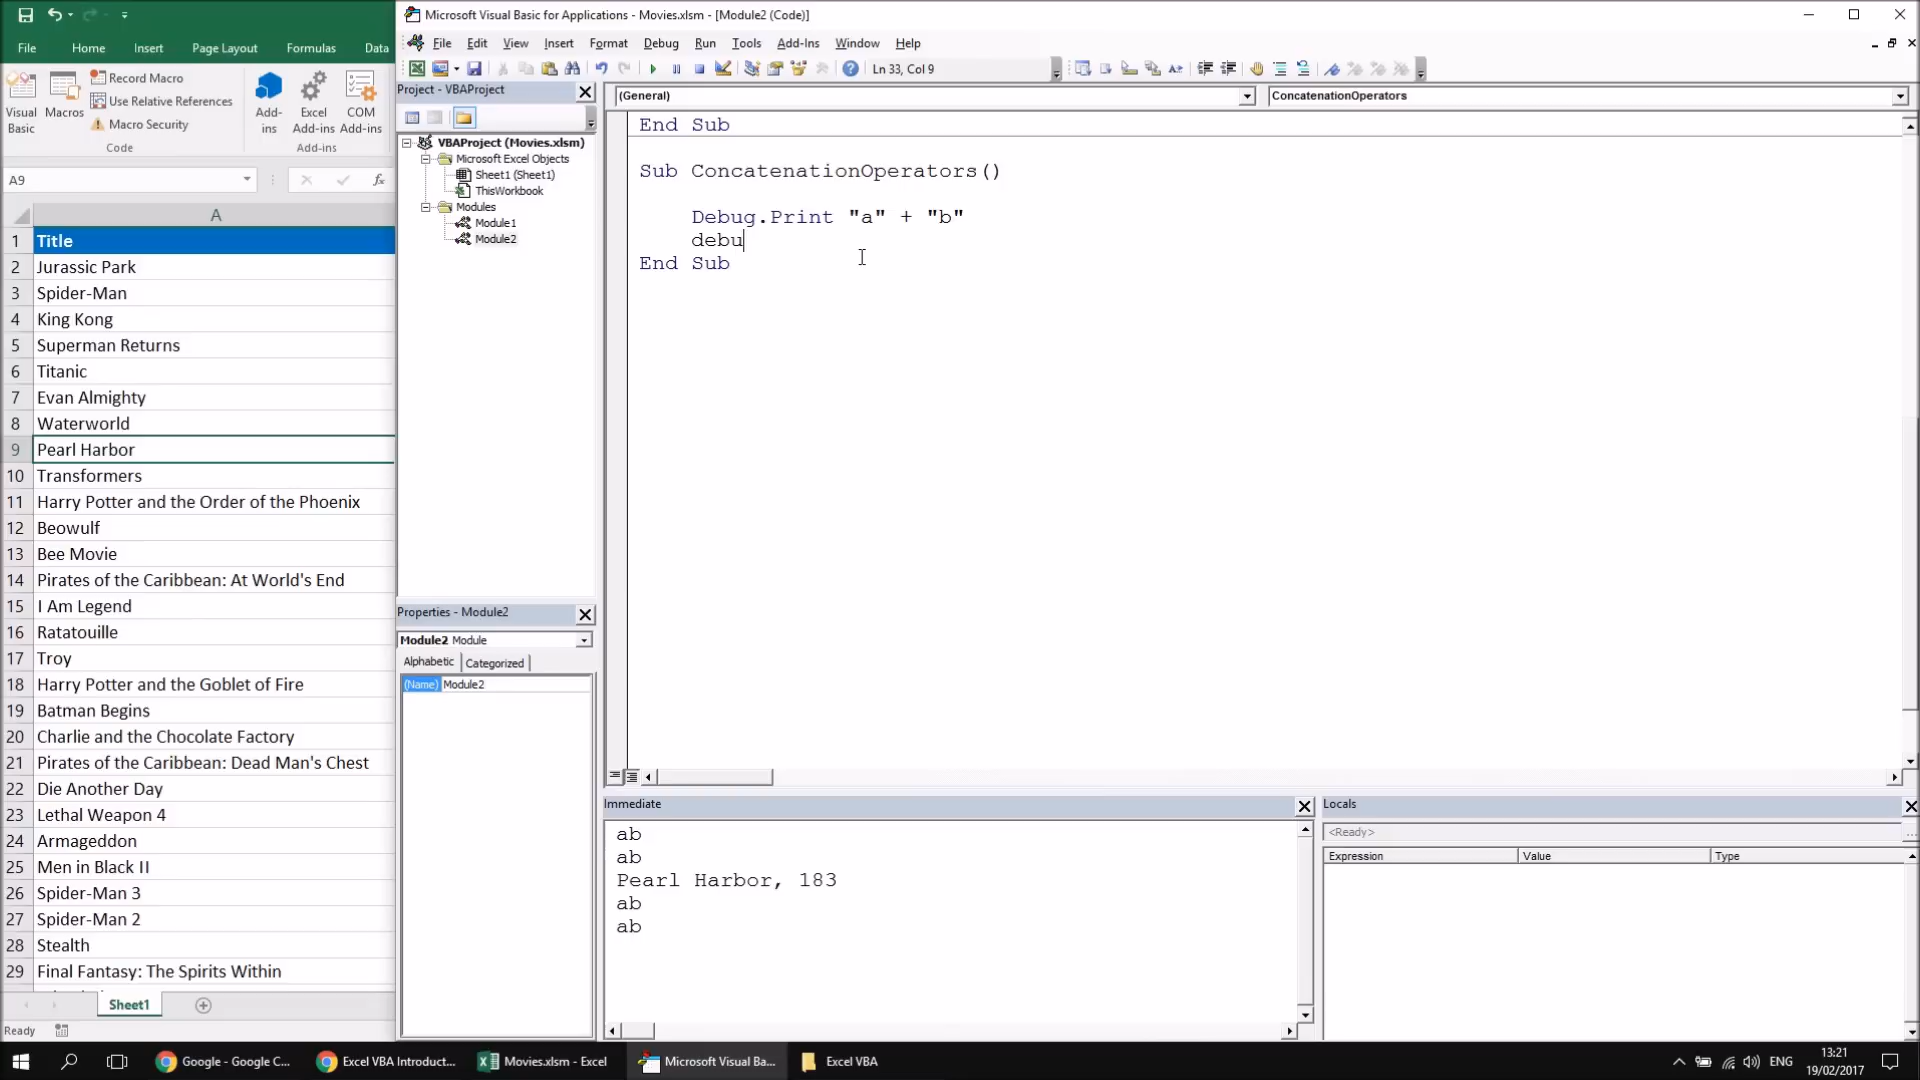 File
Home
Insert
Page Layout
Formulas
Data
Visual Basic
Macros
Record Macro
Use Relative References
Macro Security
Code
Add-ins
Excel Add-ins
COM Add-ins
Add-ins
A9
fx
A
1 Title
2 Jurassic Park
3 Spider-Man
4 King Kong
5 Superman Returns
6 Titanic
7 Evan Almighty
8 Waterworld
9 Pearl Harbor
10 Transformers
11 Harry Potter and the Order of the Phoenix
12 Beowulf
13 Bee Movie
14 Pirates of the Caribbean: At World's End
15 I Am Legend
16 Ratatouille
17 Troy
18 Harry Potter and the Goblet of Fire
19 Batman Begins
20 Charlie and the Chocolate Factory
21 Pirates of the Caribbean: Dead Man's Chest
22 Die Another Day
23 Lethal Weapon 4
24 Armageddon
25 Men in Black II
26 Spider-Man 3
27 Spider-Man 2
28 Stealth
29 Final Fantasy: The Spirits Within
Sheet1
Ready
Microsoft Visual Basic for Applications - Movies.xlsm - [Module2 (Code)]
File Edit View Insert Format Debug Run Tools Add-Ins Window Help
Ln 33, Col 9
Project - VBAProject
VBAProject (Movies.xlsm)
Microsoft Excel Objects
Sheet1 (Sheet1)
ThisWorkbook
Modules
Module1
Module2
Properties - Module2
Module2 Module
Alphabetic Categorized
(Name) Module2
(General)
ConcatenationOperators
End Sub
Sub ConcatenationOperators()
Debug.Print "a" + "b"
debu
End Sub
Immediate
ab
ab
Pearl Harbor, 183
ab
ab
Locals
<Ready>
Expression Value Type
Google - Google C...
Excel VBA Introduct...
Movies.xlsm - Excel
Microsoft Visual Ba...
Excel VBA
ENG
13:21
19/02/2017